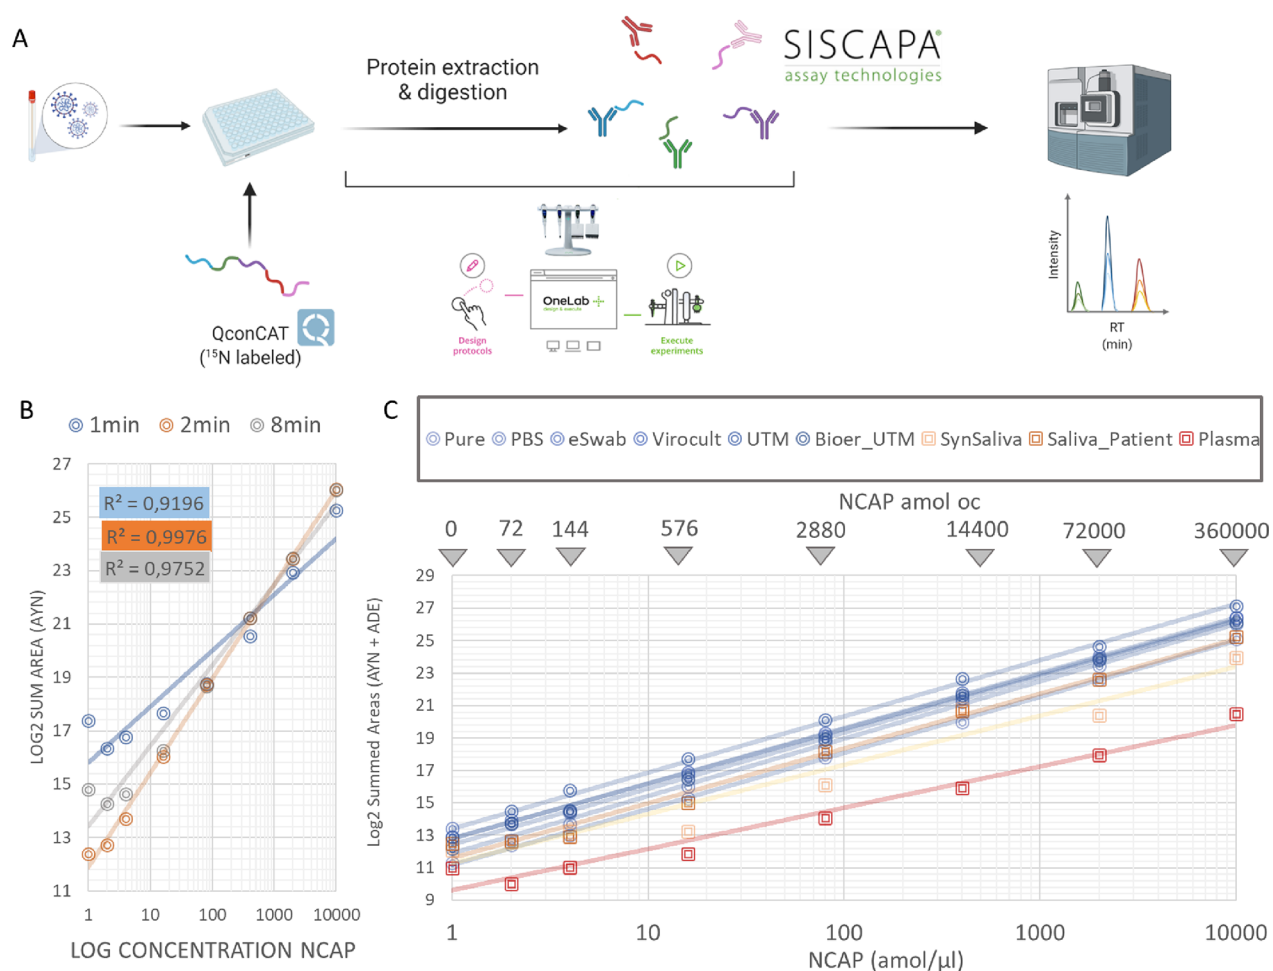 A
Protein extraction
& digestion
SISCAPA
assay technologies
QconCAT
(¹⁵N labeled)
Design
protocols
OneLab
design & execute
Execute
experiments
Intensity
RT
(min)
B
1min 2min 8min
LOG2 SUM AREA (AYN)
27
25
23
21
19
17
15
13
11
R² = 0,9196
R² = 0,9976
R² = 0,9752
1 10 100 1000 10000
LOG CONCENTRATION NCAP
C
Pure PBS eSwab Virocult UTM Bioer_UTM SynSaliva Saliva_Patient Plasma
NCAP amol oc
0 72 144 576 2880 14400 72000 360000
Log2 Summed Areas (AYN + ADE)
29
27
25
23
21
19
17
15
13
11
9
1 10 100 1000 10000
NCAP (amol/µl)